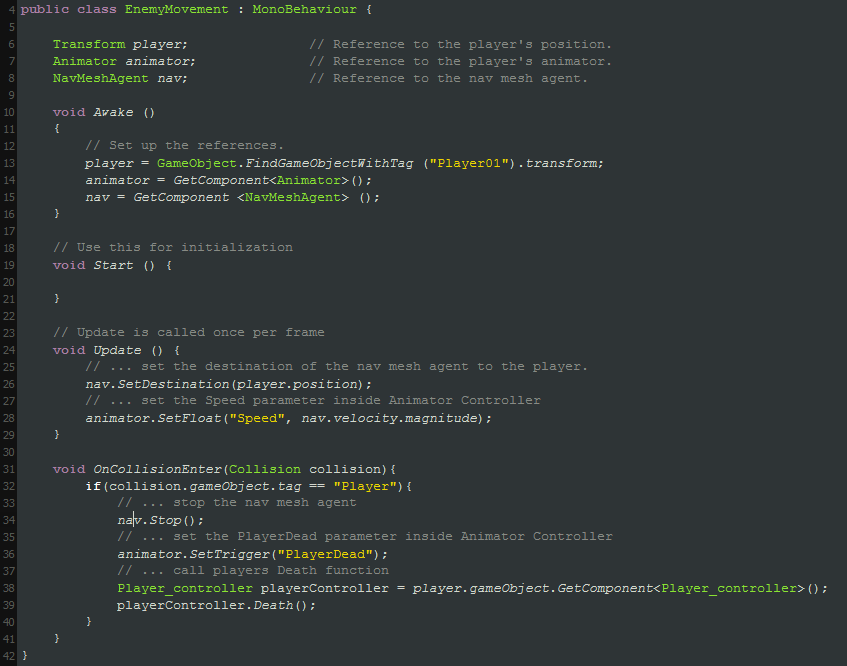 4 public class EnemyMovement : MonoBehaviour {
5
6     Transform player;               // Reference to the player's position.
7     Animator animator;              // Reference to the player's animator.
8     NavMeshAgent nav;               // Reference to the nav mesh agent.
9
10     void Awake ()
11     {
12         // Set up the references.
13         player = GameObject.FindGameObjectWithTag ("Player01").transform;
14         animator = GetComponent<Animator>();
15         nav = GetComponent <NavMeshAgent> ();
16     }
17
18     // Use this for initialization
19     void Start () {
20
21     }
22
23     // Update is called once per frame
24     void Update () {
25         // ... set the destination of the nav mesh agent to the player.
26         nav.SetDestination(player.position);
27         // ... set the Speed parameter inside Animator Controller
28         animator.SetFloat("Speed", nav.velocity.magnitude);
29     }
30
31     void OnCollisionEnter(Collision collision){
32         if(collision.gameObject.tag == "Player"){
33             // ... stop the nav mesh agent
34             nav.Stop();
35             // ... set the PlayerDead parameter inside Animator Controller
36             animator.SetTrigger("PlayerDead");
37             // ... call players Death function
38             Player_controller playerController = player.gameObject.GetComponent<Player_controller>();
39             playerController.Death();
40         }
41     }
42 }